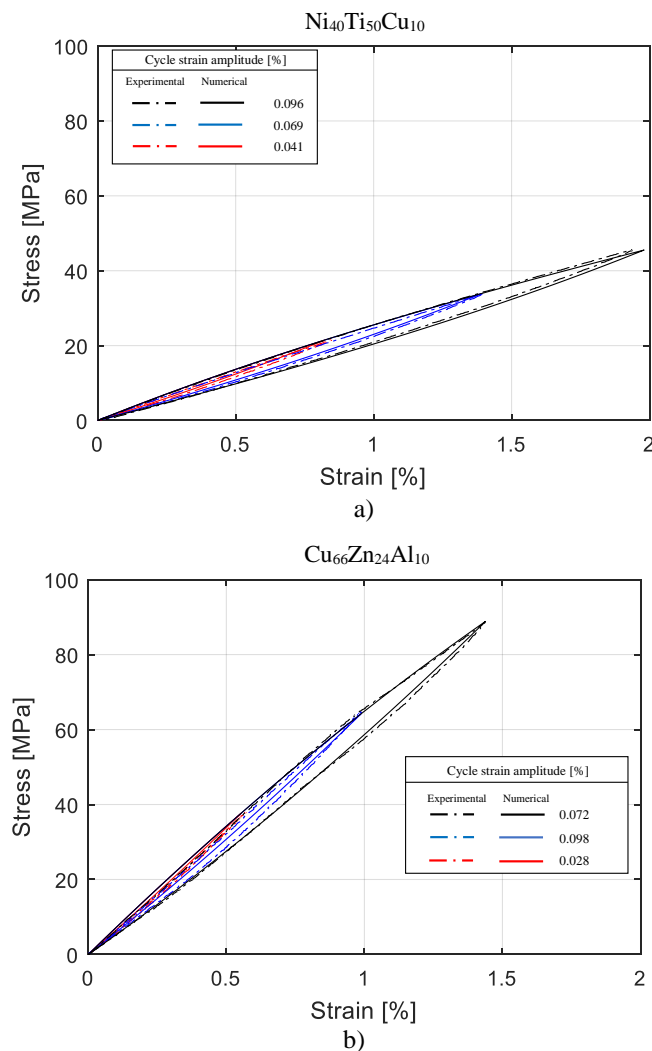 Ni40Ti50Cu10
100
80
60
40
20
0
Stress [MPa]
Cycle strain amplitude [%]
Experimental Numerical
0.096
0.069
0.041
0 0.5 1 1.5 2
Strain [%]
a)
Cu66Zn24Al10
100
80
60
40
20
0
Stress [MPa]
Cycle strain amplitude [%]
Experimental Numerical
0.072
0.098
0.028
0 0.5 1 1.5 2
Strain [%]
b)